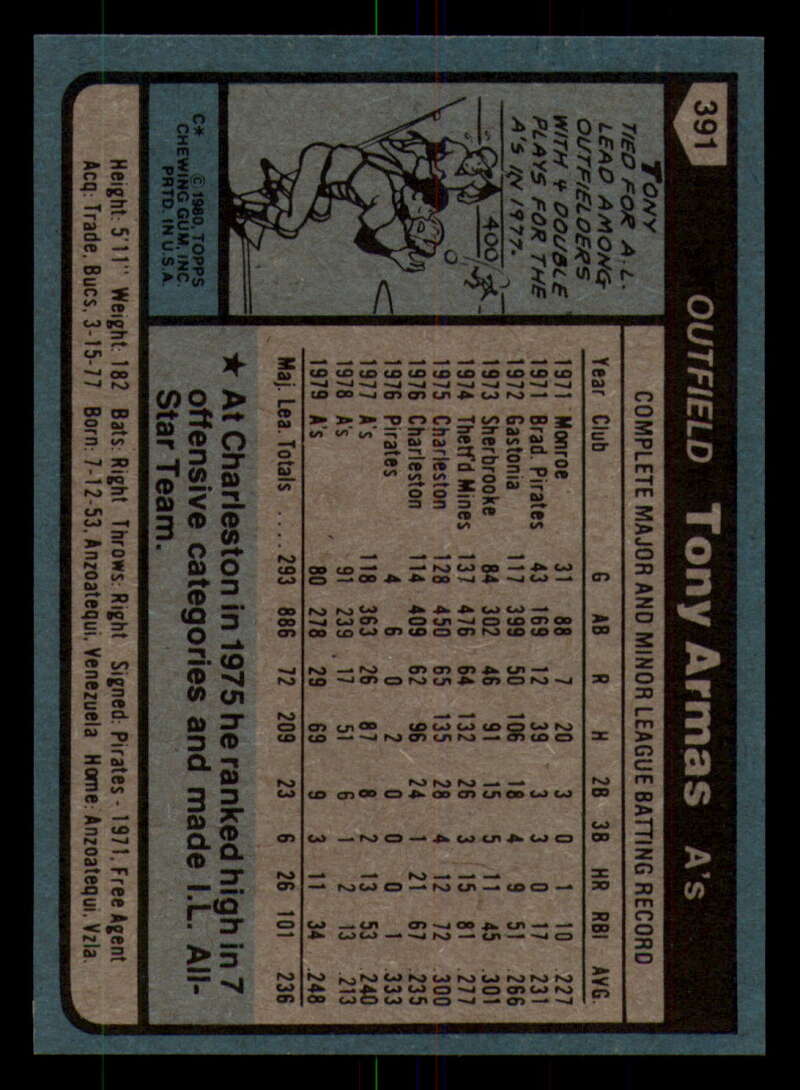 391
OUTFIELD Tony Armas A's
TONY
TIED FOR A.L.
LEAD AMONG
OUTFIELDERS
WITH 4 DOUBLE
PLAYS FOR THE
A'S IN 1977.
400
C* © 1980, TOPPS
CHEWING GUM, INC.
PRTD. IN U.S.A.
COMPLETE MAJOR AND MINOR LEAGUE BATTING RECORD
Year Club G AB R H 2B 3B HR RBI AVG.
1971 Monroe 31 88 7 20 3 0 1 10 .227
1971 Brad. Pirates 43 169 12 39 3 3 0 17 .231
1972 Gastonia 117 399 50 106 18 4 9 51 .266
1973 Sherbrooke 84 302 46 91 15 5 11 45 .301
1974 Thetf'd Mines 137 476 64 132 26 3 15 81 .277
1975 Charleston 128 450 65 135 28 4 12 72 .300
1976 Charleston 114 409 62 96 24 1 21 67 .235
1976 Pirates 4 6 0 2 0 0 0 1 .333
1977 A's 118 363 26 87 8 2 13 53 .240
1978 A's 91 239 17 51 6 1 2 13 .213
1979 A's 80 278 29 69 9 3 11 34 .248
Maj. Lea. Totals .... 293 886 72 209 23 6 26 101 .236
★ At Charleston in 1975 he ranked high in 7
offensive categories and made I.L. All-
Star Team.
Height: 5'11" Weight: 182 Bats: Right Throws: Right Signed: Pirates - 1971, Free Agent
Acq: Trade, Bucs, 3-15-77 Born: 7-12-53, Anzoatequi, Venezuela Home: Anzoatequi, Vzla.